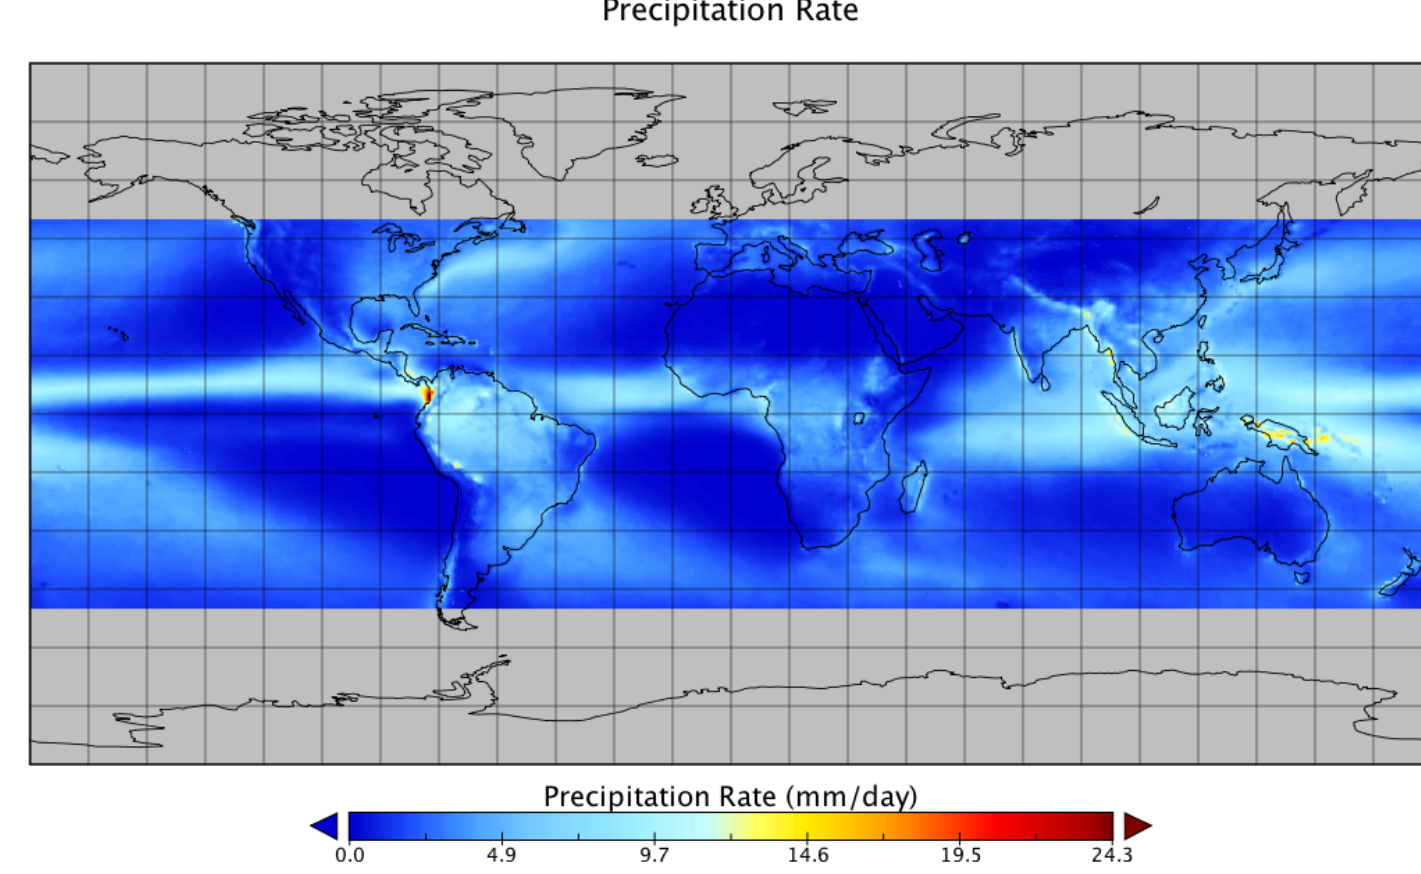 Precipitation Rate
Precipitation Rate (mm/day)
0.0 4.9 9.7 14.6 19.5 24.3